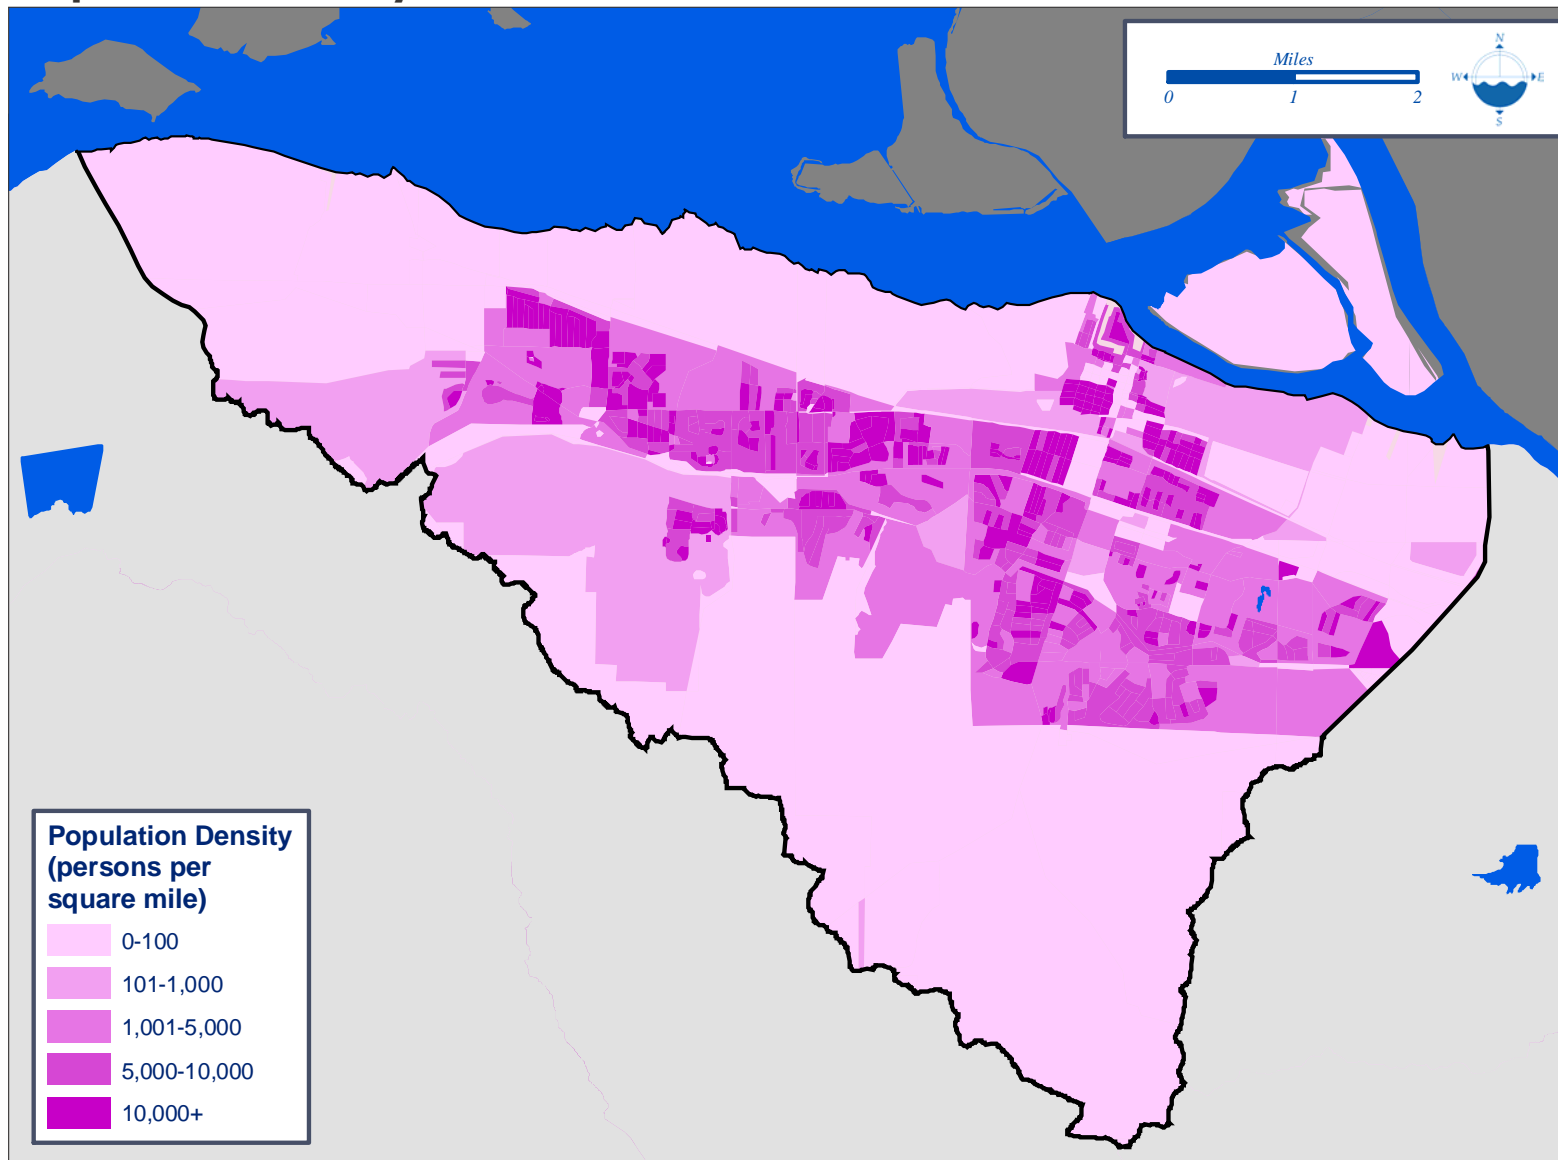 Miles
0 1 2
N
W E
S
Population Density
(persons per
square mile)
0-100
101-1,000
1,001-5,000
5,000-10,000
10,000+